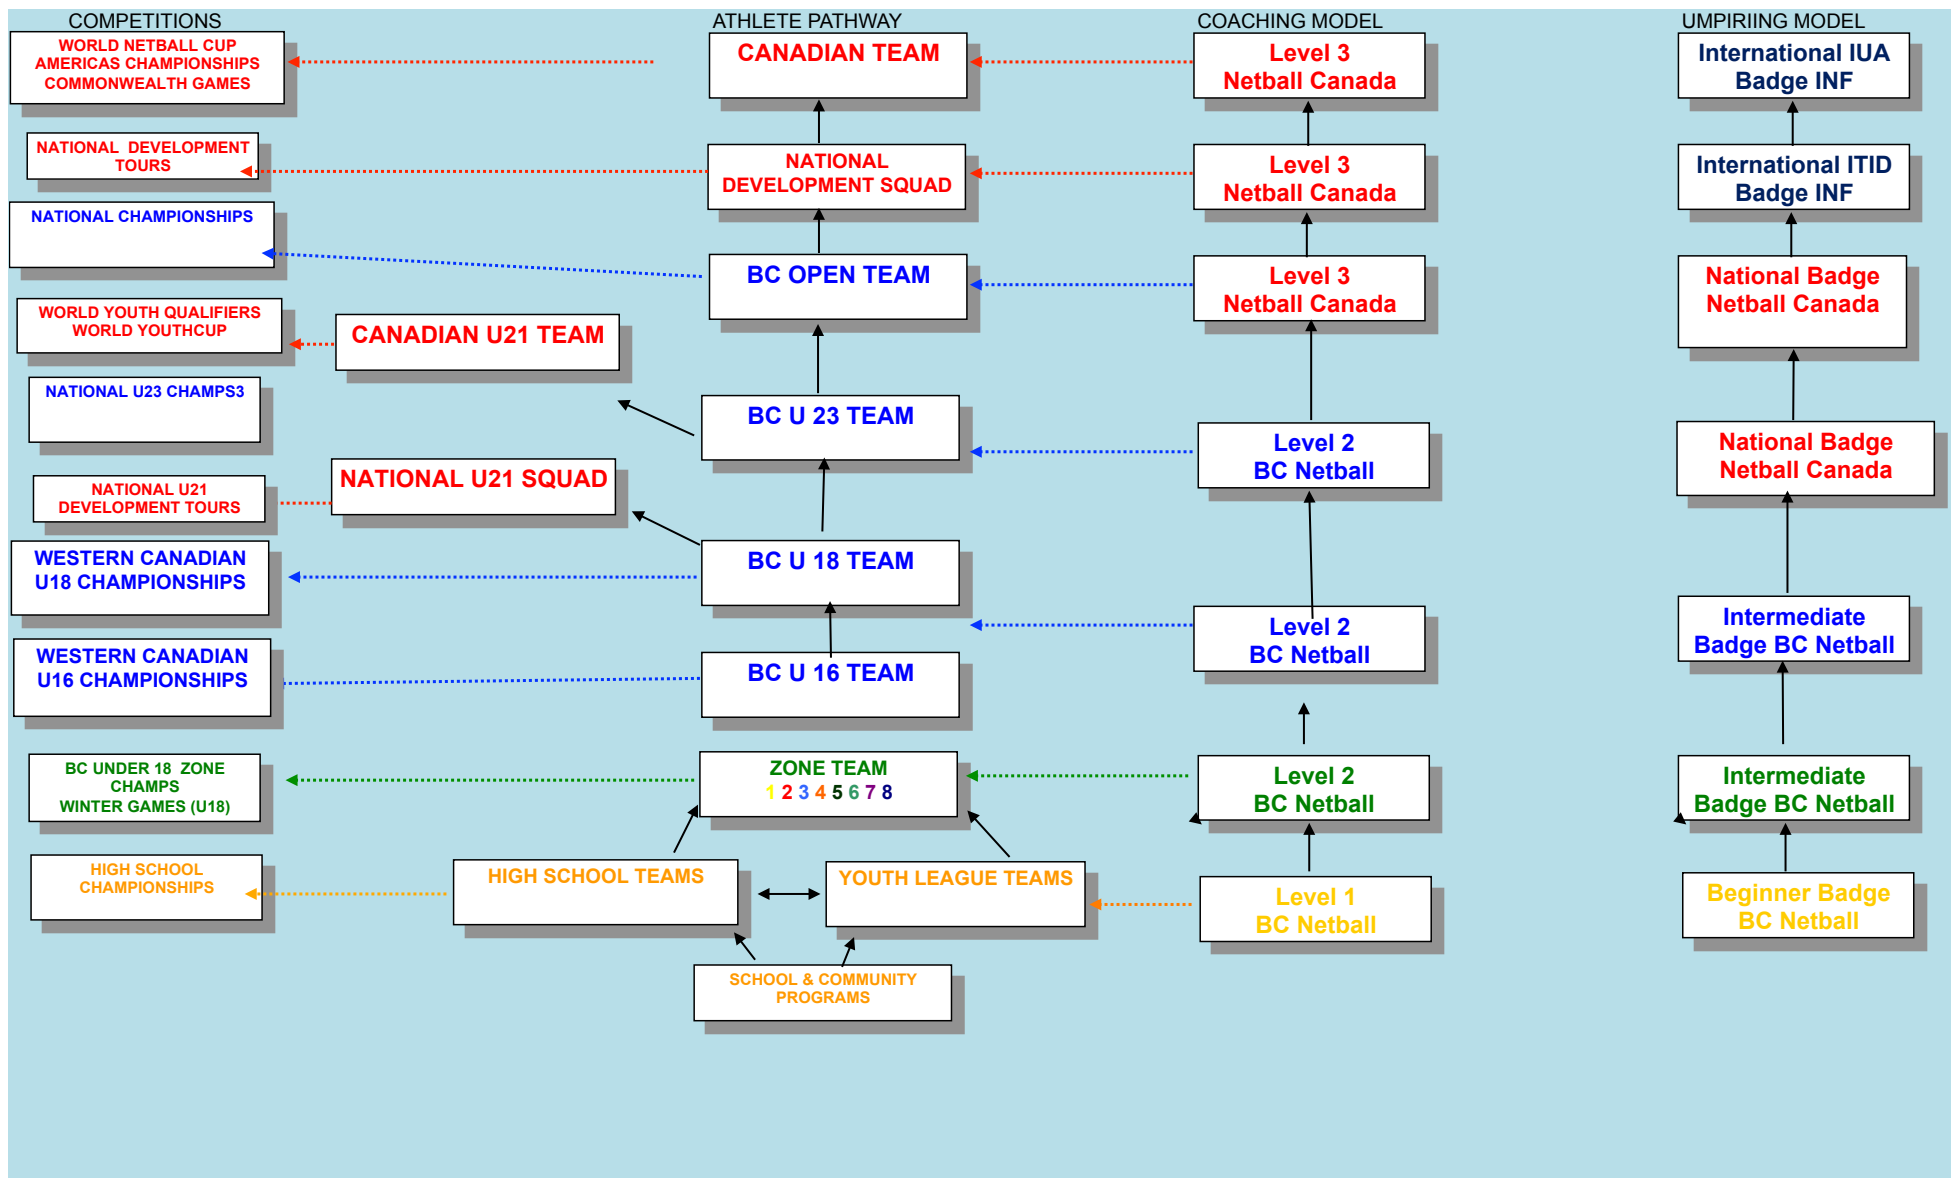 COMPETITIONS
ATHLETE PATHWAY
COACHING MODEL
UMPIRIING MODEL
WORLD NETBALL CUP
AMERICAS CHAMPIONSHIPS
COMMONWEALTH GAMES
CANADIAN TEAM
Level 3
Netball Canada
International IUA
Badge INF
NATIONAL DEVELOPMENT
TOURS
NATIONAL
DEVELOPMENT SQUAD
Level 3
Netball Canada
International ITID
Badge INF
NATIONAL CHAMPIONSHIPS
BC OPEN TEAM
Level 3
Netball Canada
National Badge
Netball Canada
WORLD YOUTH QUALIFIERS
WORLD YOUTHCUP
CANADIAN U21 TEAM
NATIONAL U23 CHAMPS3
BC U 23 TEAM
Level 2
BC Netball
National Badge
Netball Canada
NATIONAL U21
DEVELOPMENT TOURS
NATIONAL U21 SQUAD
WESTERN CANADIAN
U18 CHAMPIONSHIPS
BC U 18 TEAM
Level 2
BC Netball
Intermediate
Badge BC Netball
WESTERN CANADIAN
U16 CHAMPIONSHIPS
BC U 16 TEAM
BC UNDER 18 ZONE
CHAMPS
WINTER GAMES (U18)
ZONE TEAM
1 2 3 4 5 6 7 8
Level 2
BC Netball
Intermediate
Badge BC Netball
HIGH SCHOOL
CHAMPIONSHIPS
HIGH SCHOOL TEAMS
YOUTH LEAGUE TEAMS
Level 1
BC Netball
Beginner Badge
BC Netball
SCHOOL & COMMUNITY
PROGRAMS